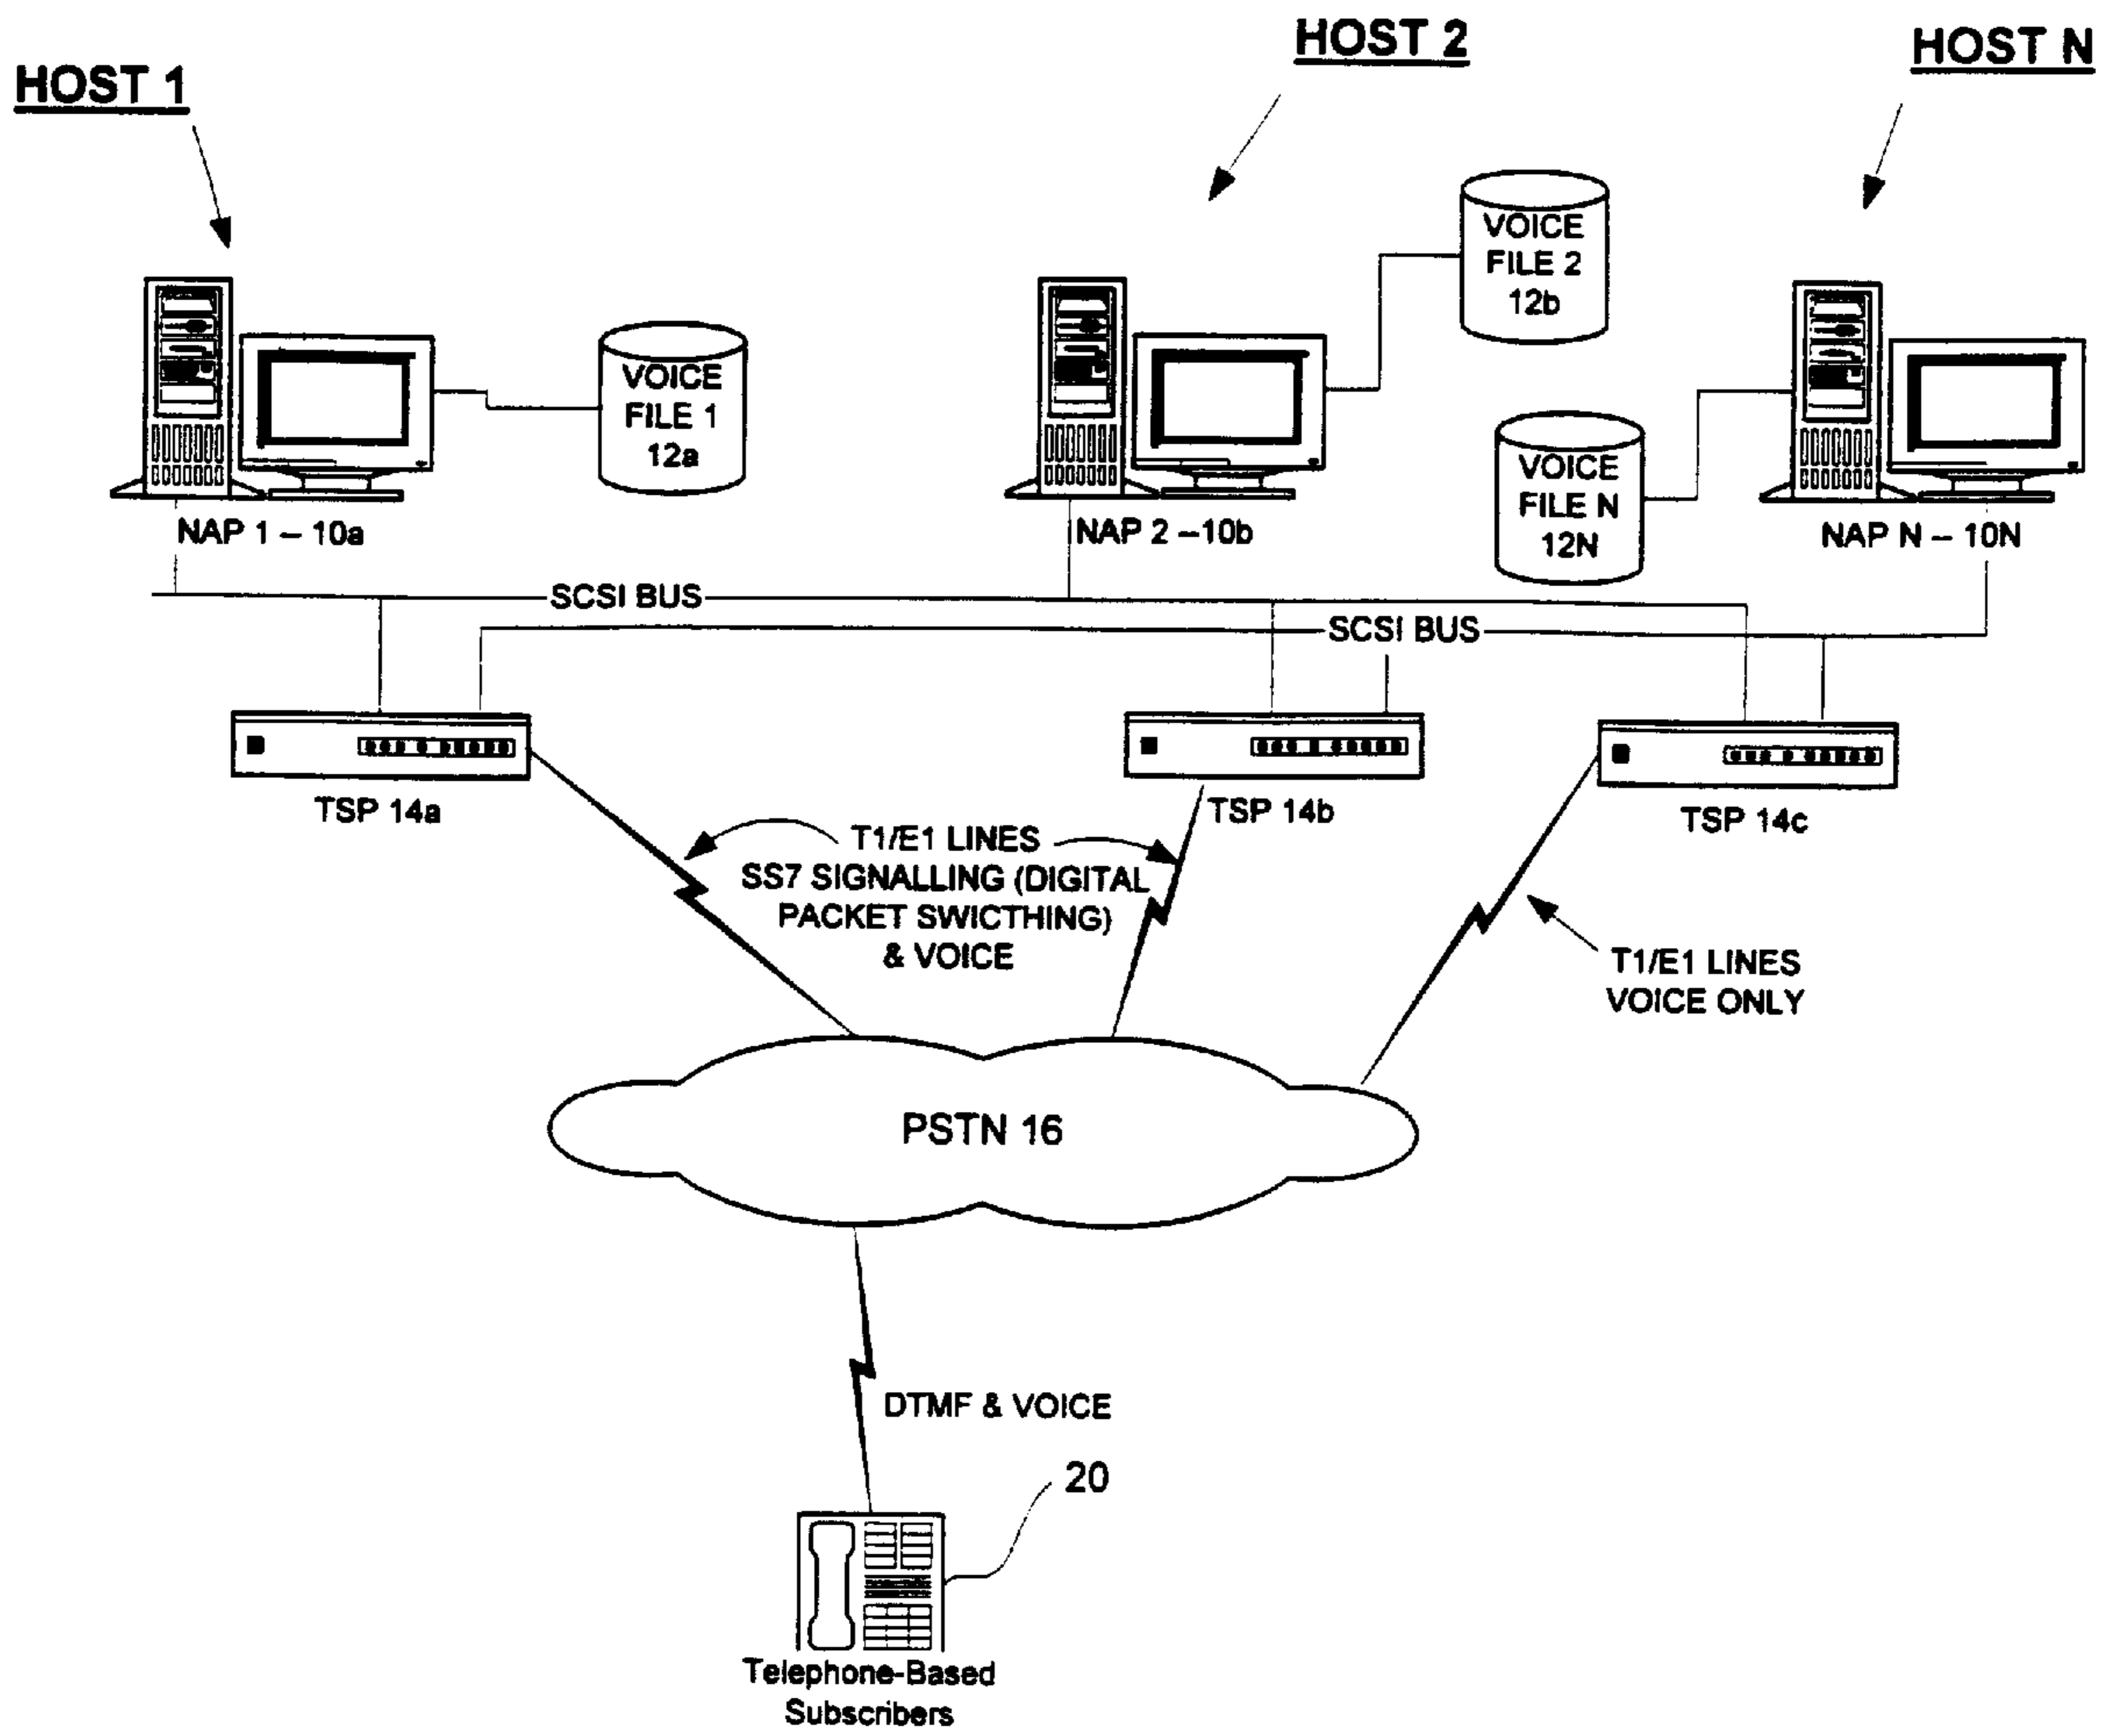 HOST 1
HOST 2
HOST N
VOICE
FILE 1
12a
VOICE
FILE 2
12b
VOICE
FILE N
12N
NAP 1 – 10a
NAP 2 –10b
NAP N – 10N
SCSI BUS
SCSI BUS
TSP 14a
TSP 14b
TSP 14c
T1/E1 LINES
SS7 SIGNALLING (DIGITAL
PACKET SWICTHING)
& VOICE
T1/E1 LINES
VOICE ONLY
PSTN 16
DTMF & VOICE
20
Telephone-Based
Subscribers